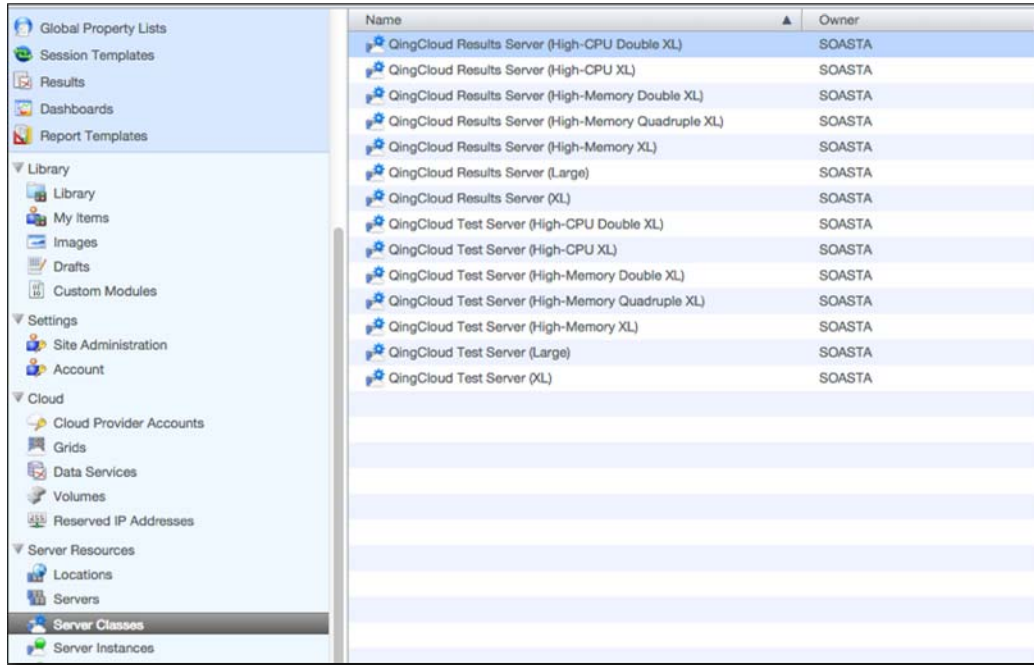 Global Property Lists
Session Templates
Results
Dashboards
Report Templates
Library
Library
My Items
Images
Drafts
Custom Modules
Settings
Site Administration
Account
Cloud
Cloud Provider Accounts
Grids
Data Services
Volumes
Reserved IP Addresses
Server Resources
Locations
Servers
Server Classes
Server Instances
Name Owner
QingCloud Results Server (High-CPU Double XL) SOASTA
QingCloud Results Server (High-CPU XL) SOASTA
QingCloud Results Server (High-Memory Double XL) SOASTA
QingCloud Results Server (High-Memory Quadruple XL) SOASTA
QingCloud Results Server (High-Memory XL) SOASTA
QingCloud Results Server (Large) SOASTA
QingCloud Results Server (XL) SOASTA
QingCloud Test Server (High-CPU Double XL) SOASTA
QingCloud Test Server (High-CPU XL) SOASTA
QingCloud Test Server (High-Memory Double XL) SOASTA
QingCloud Test Server (High-Memory Quadruple XL) SOASTA
QingCloud Test Server (High-Memory XL) SOASTA
QingCloud Test Server (Large) SOASTA
QingCloud Test Server (XL) SOASTA